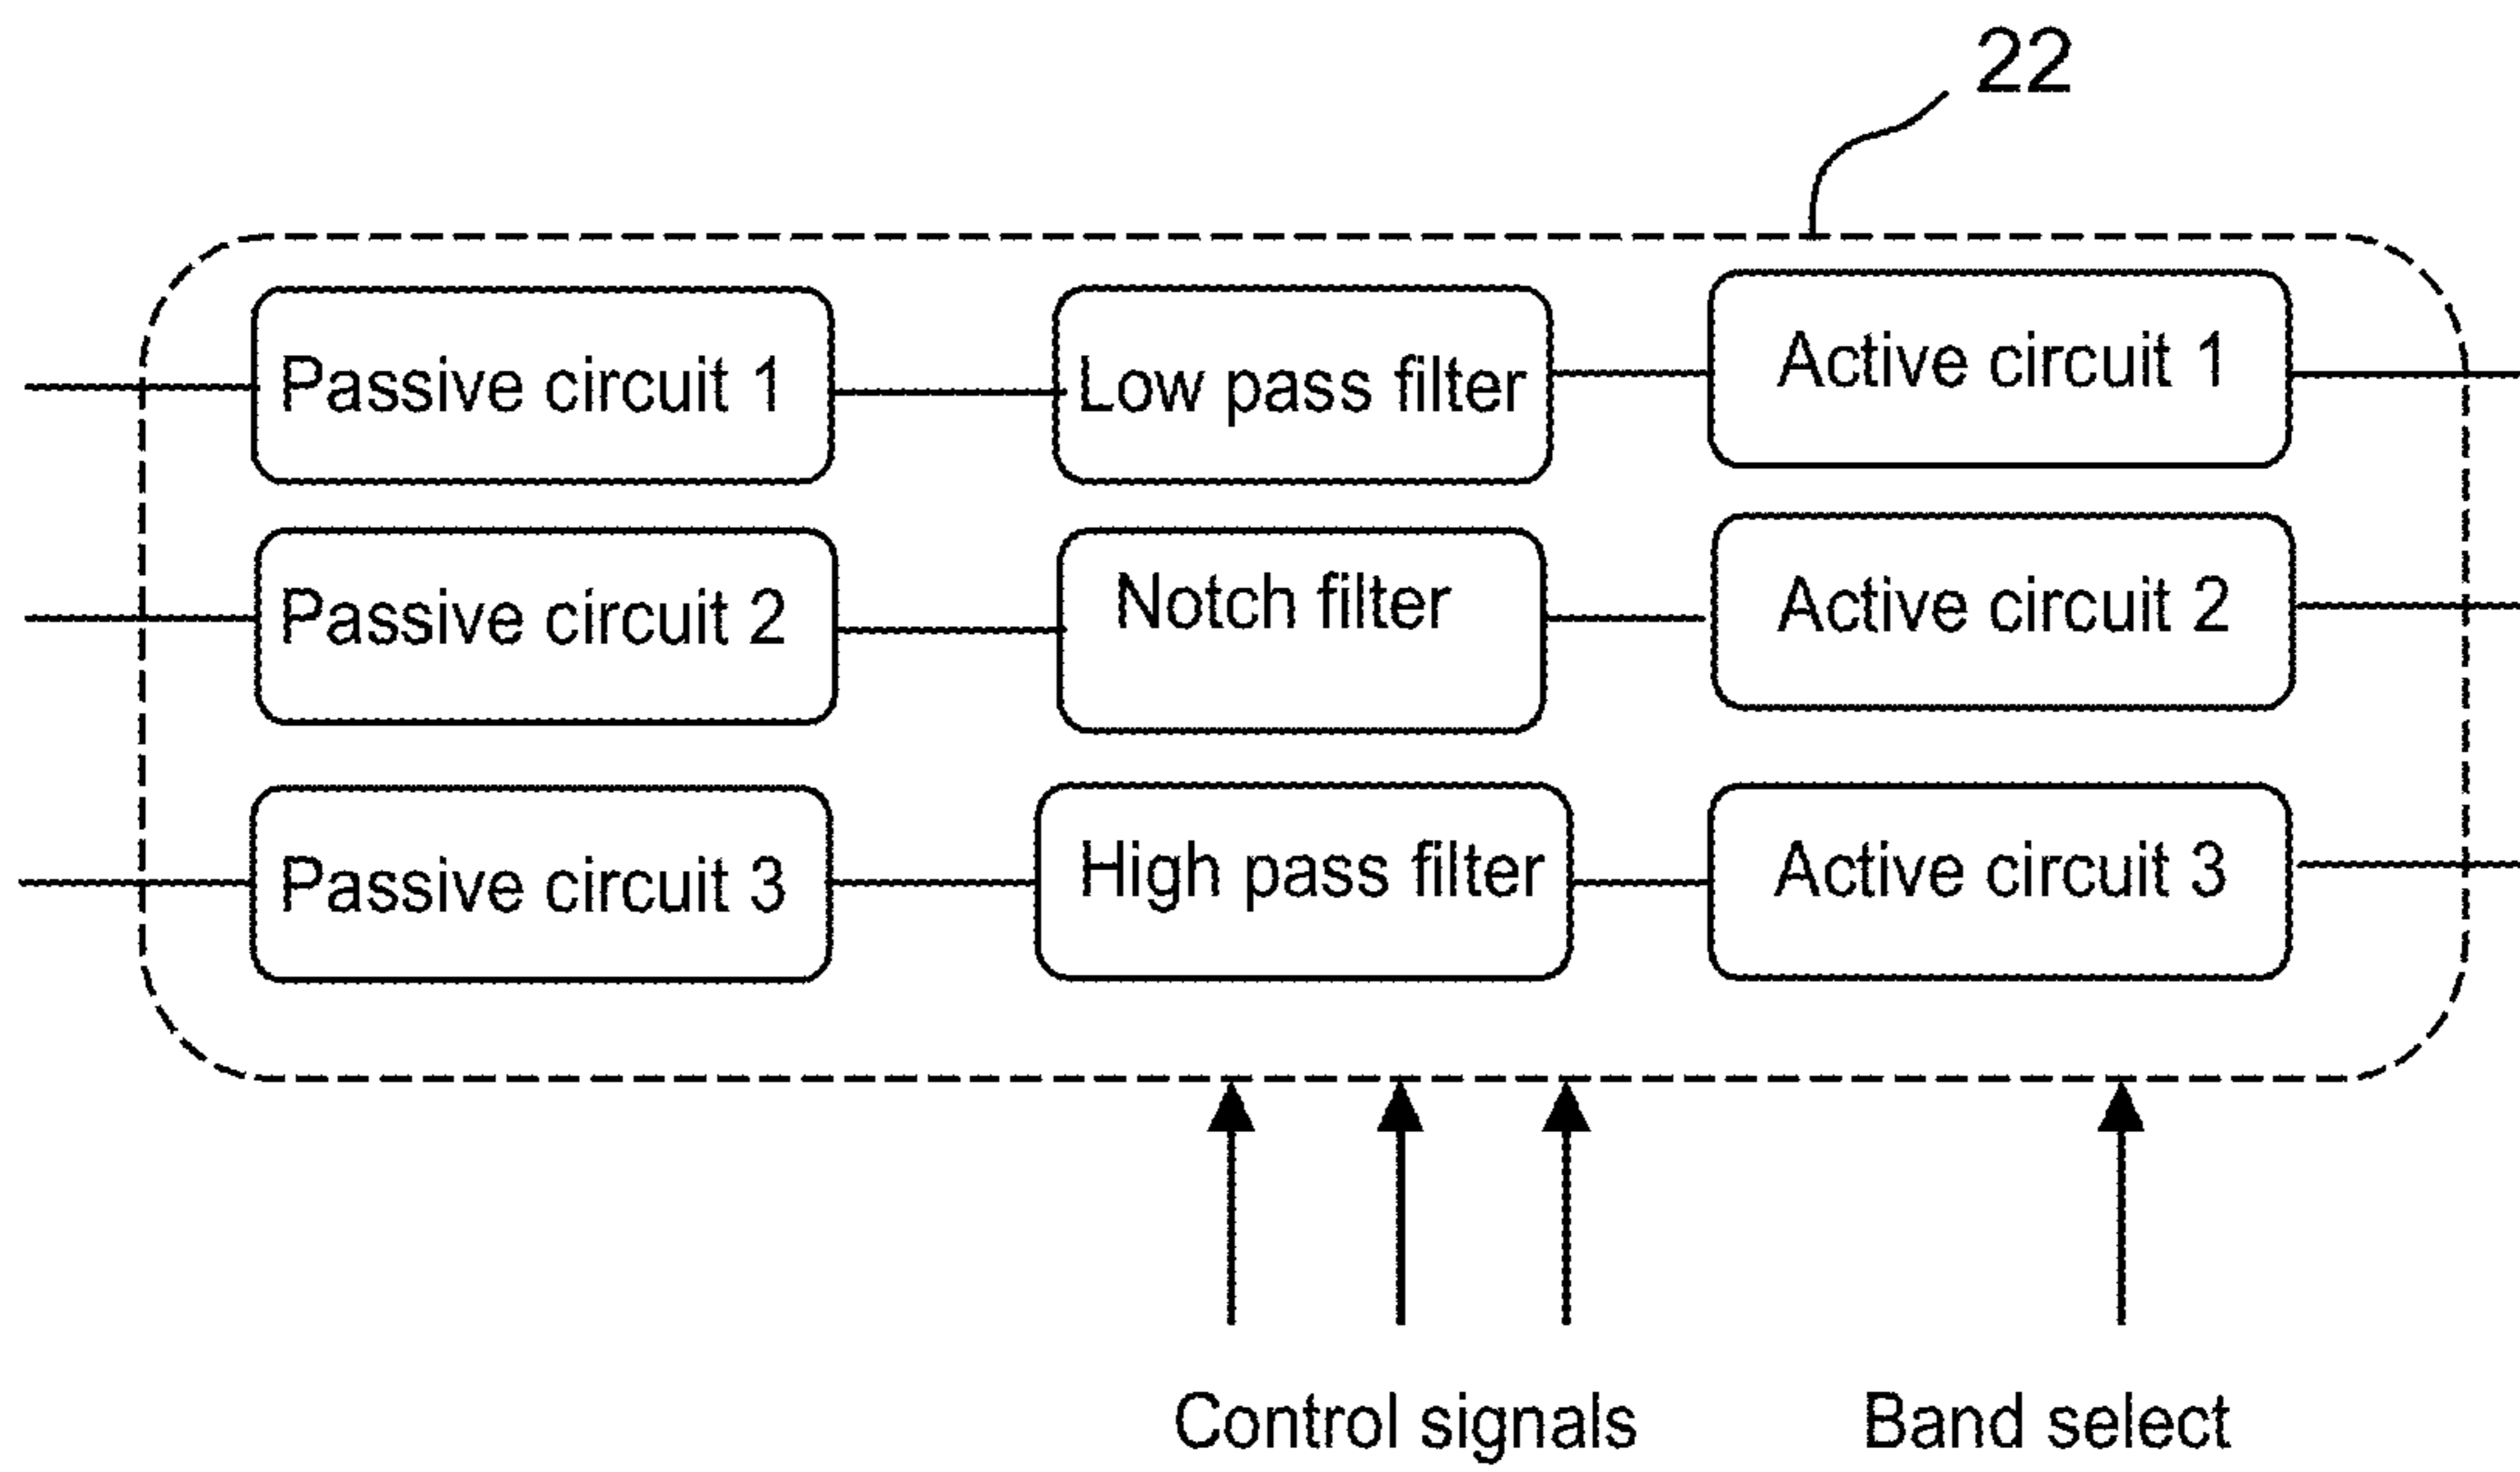 22
Passive circuit 1
Low pass filter
Active circuit 1
Passive circuit 2
Notch filter
Active circuit 2
Passive circuit 3
High pass filter
Active circuit 3
Control signals
Band select